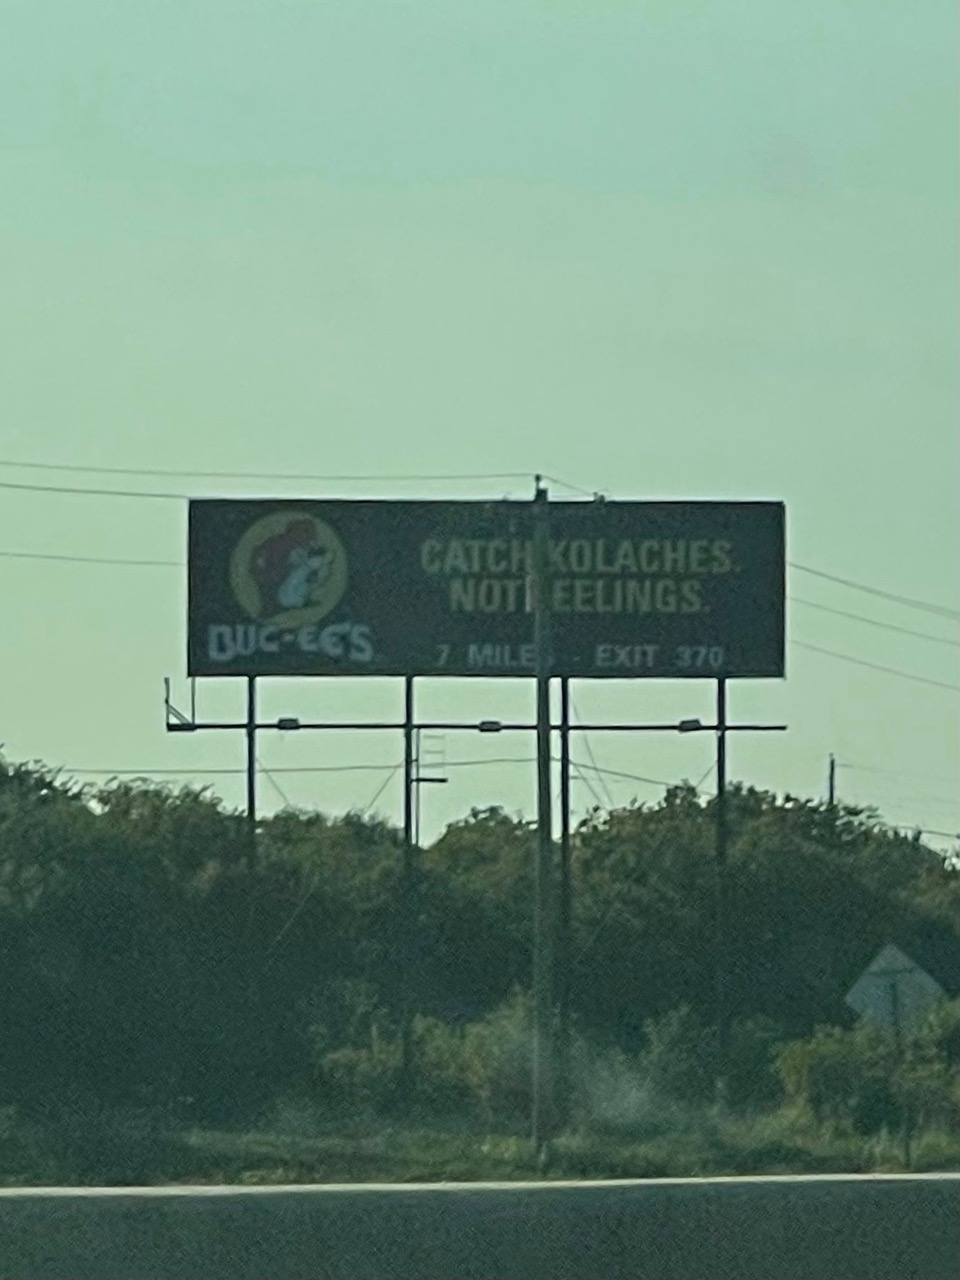 BUC-EE'S
CATCH KOLACHES.
NOT FEELINGS.
7 MILES - EXIT 370